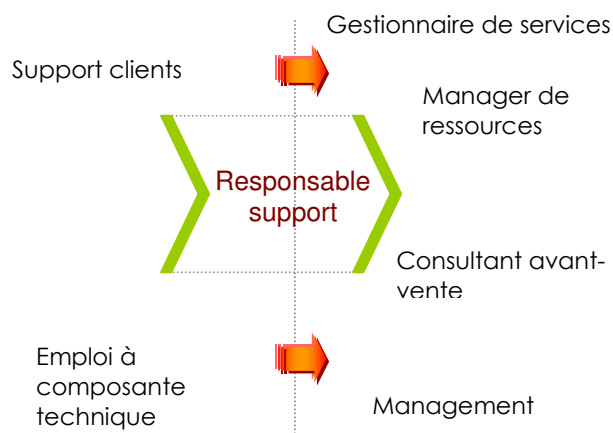 Gestionnaire de services
Support clients
Manager de
ressources
Responsable
support
Consultant avant-
vente
Emploi à
composante
technique
Management